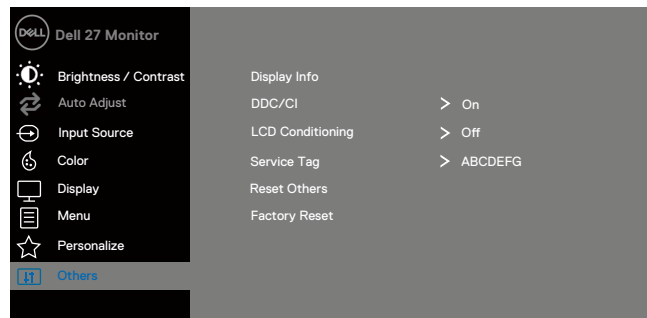 DELL Dell 27 Monitor
Brightness / Contrast Display Info
Auto Adjust DDC/CI > On
Input Source LCD Conditioning > Off
Color Service Tag > ABCDEFG
Display Reset Others
Menu Factory Reset
Personalize
Others